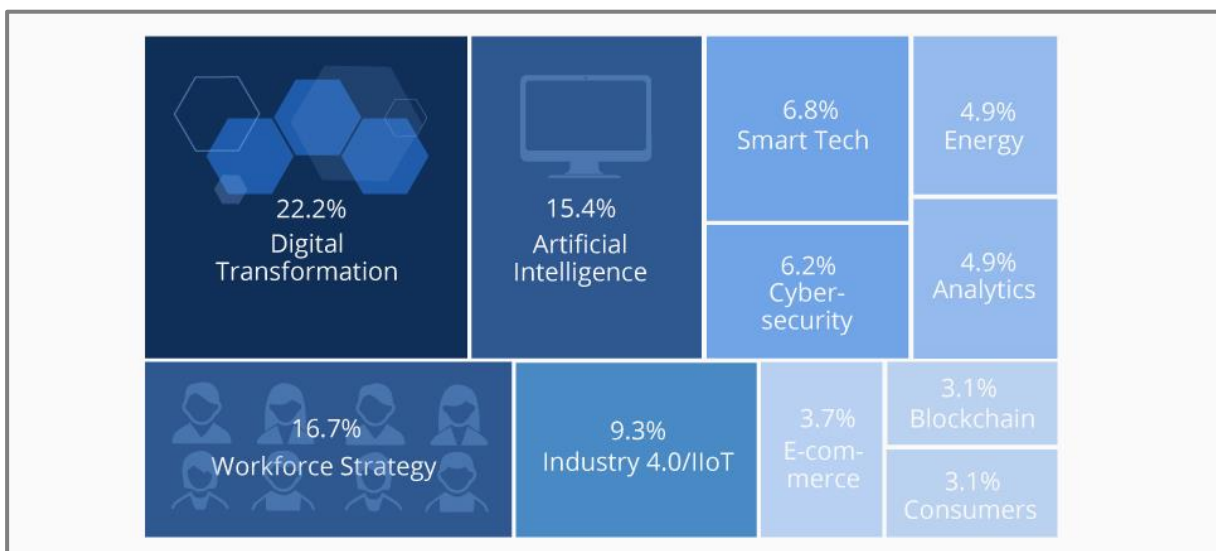 22.2%
Digital
Transformation
15.4%
Artificial
Intelligence
6.8%
Smart Tech
4.9%
Energy
6.2%
Cyber-
security
4.9%
Analytics
16.7%
Workforce Strategy
9.3%
Industry 4.0/IIoT
3.7%
E-com-
merce
3.1%
Blockchain
3.1%
Consumers